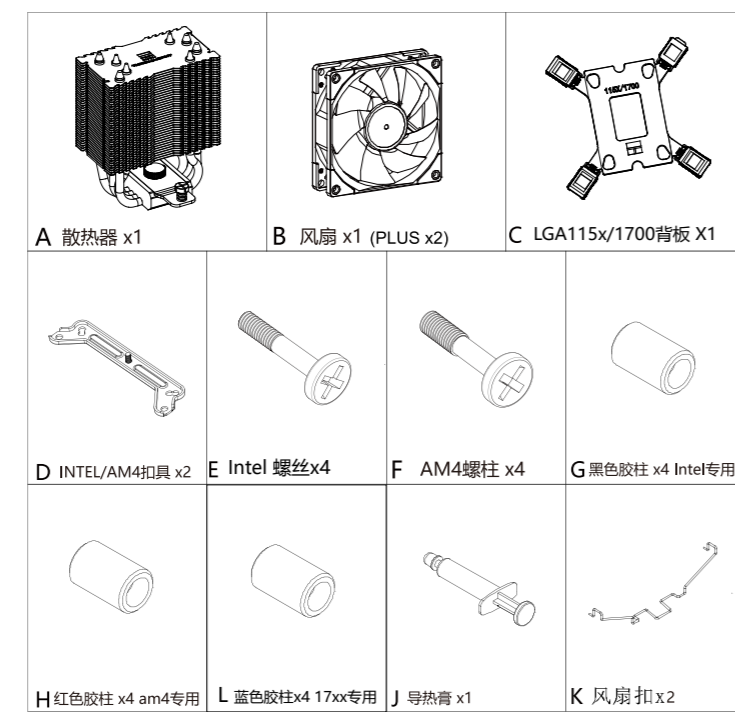 115X/1700
A 散热器 x1
B 风扇 x1 (PLUS x2)
C LGA115x/1700背板 X1
D INTEL/AM4扣具 x2
E Intel 螺丝x4
F AM4螺柱 x4
G 黑色胶柱 x4 Intel专用
H 红色胶柱 x4 am4专用
L 蓝色胶柱x4 17xx专用
J 导热膏 x1
K 风扇扣x2